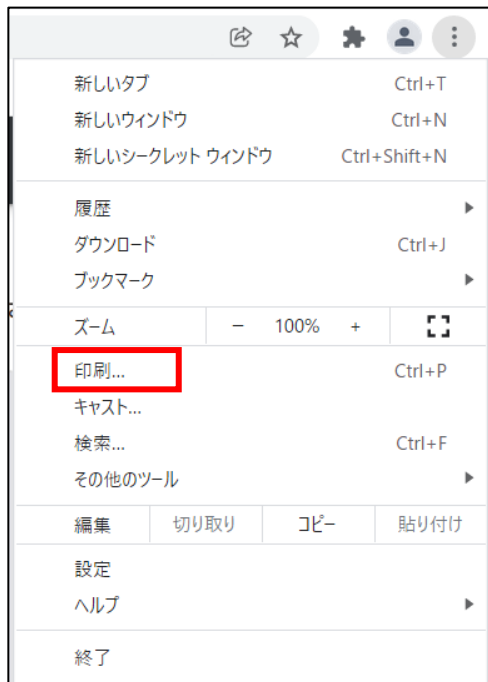 新しいタブ Ctrl+T
新しいウィンドウ Ctrl+N
新しいシークレット ウィンドウ Ctrl+Shift+N
履歴
ダウンロード Ctrl+J
ブックマーク
ズーム − 100% +
印刷... Ctrl+P
キャスト...
検索... Ctrl+F
その他のツール
編集 切り取り コピー 貼り付け
設定
ヘルプ
終了